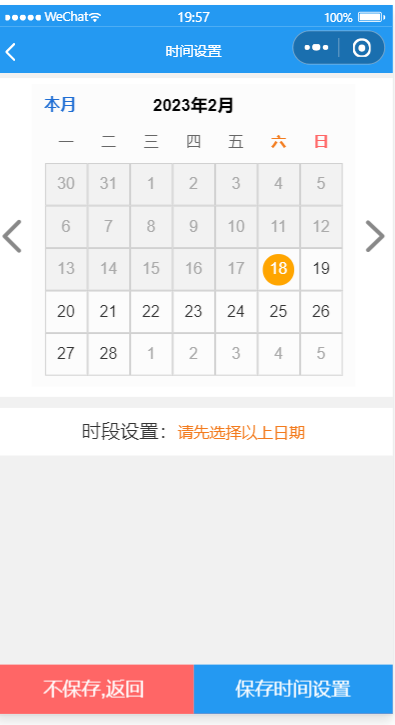 WeChat 19:57 100%
时间设置
本月 2023年2月
一 二 三 四 五 六 日
30 31 1 2 3 4 5
6 7 8 9 10 11 12
13 14 15 16 17 18 19
20 21 22 23 24 25 26
27 28 1 2 3 4 5
时段设置：请先选择以上日期
不保存,返回 保存时间设置